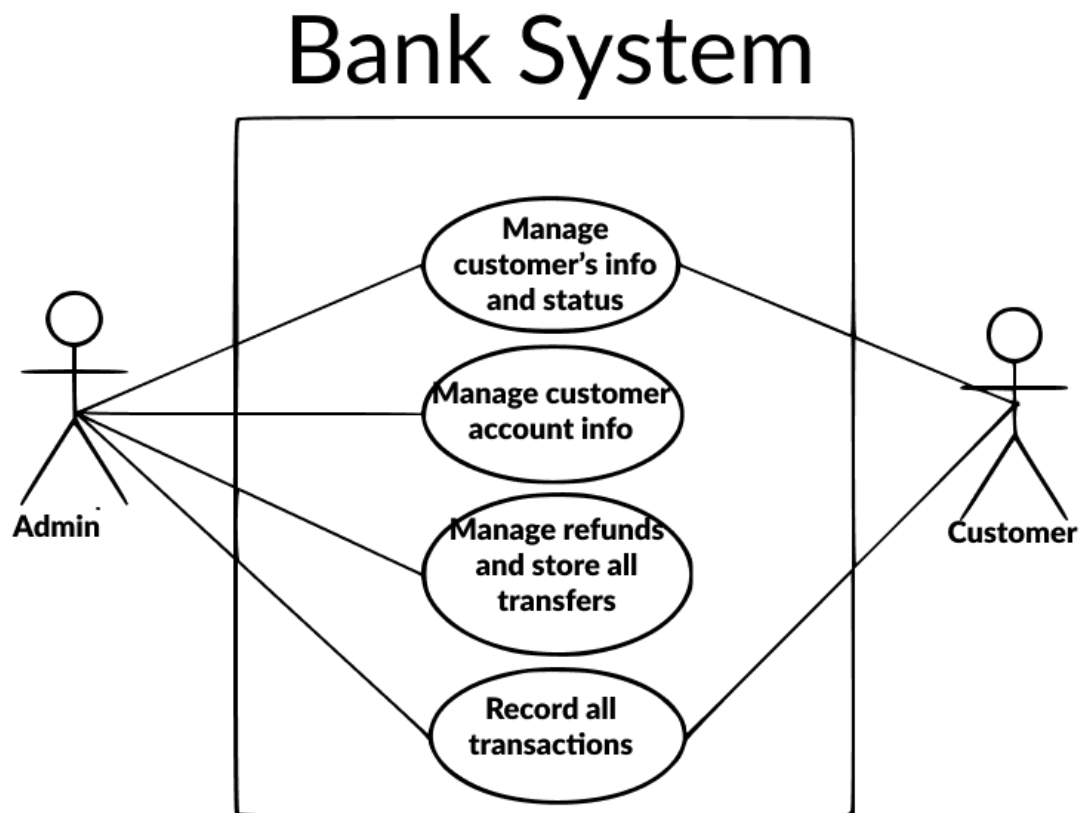 Bank System
Manage
customer’s info
and status
Manage customer
account info
Manage refunds
and store all
transfers
Record all
transactions
Admin
Customer